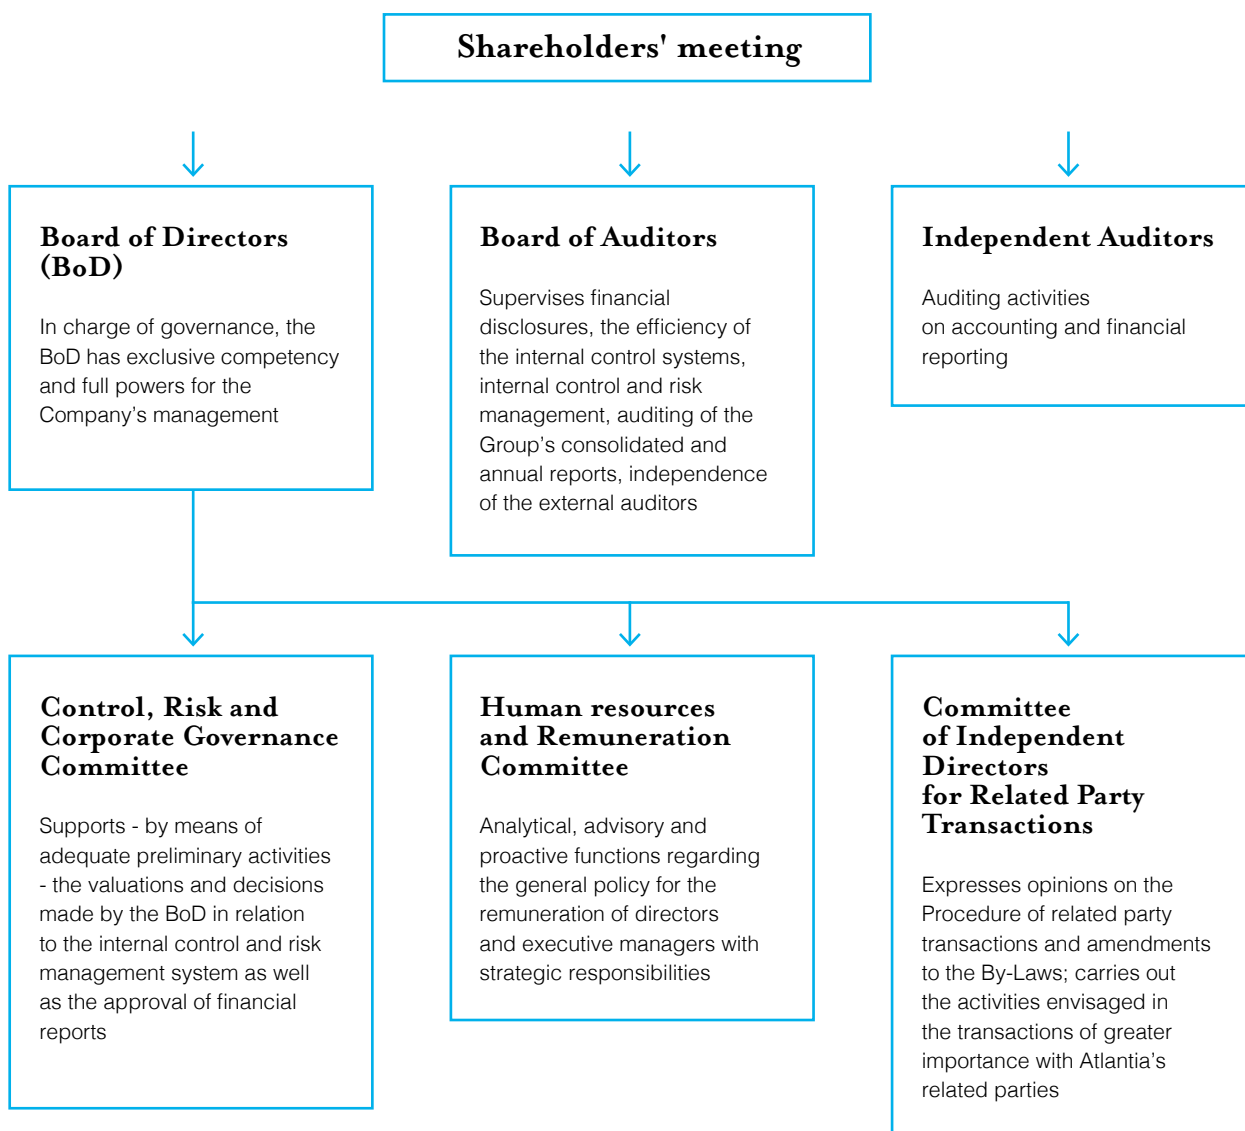 Shareholders' meeting
Board of Directors
(BoD)
In charge of governance, the
BoD has exclusive competency
and full powers for the
Company’s management
Board of Auditors
Supervises financial
disclosures, the efficiency of
the internal control systems,
internal control and risk
management, auditing of the
Group’s consolidated and
annual reports, independence
of the external auditors
Independent Auditors
Auditing activities
on accounting and financial
reporting
Control, Risk and
Corporate Governance
Committee
Supports - by means of
adequate preliminary activities
- the valuations and decisions
made by the BoD in relation
to the internal control and risk
management system as well
as the approval of financial
reports
Human resources
and Remuneration
Committee
Analytical, advisory and
proactive functions regarding
the general policy for the
remuneration of directors
and executive managers with
strategic responsibilities
Committee
of Independent
Directors
for Related Party
Transactions
Expresses opinions on the
Procedure of related party
transactions and amendments
to the By-Laws; carries out
the activities envisaged in
the transactions of greater
importance with Atlantia’s
related parties